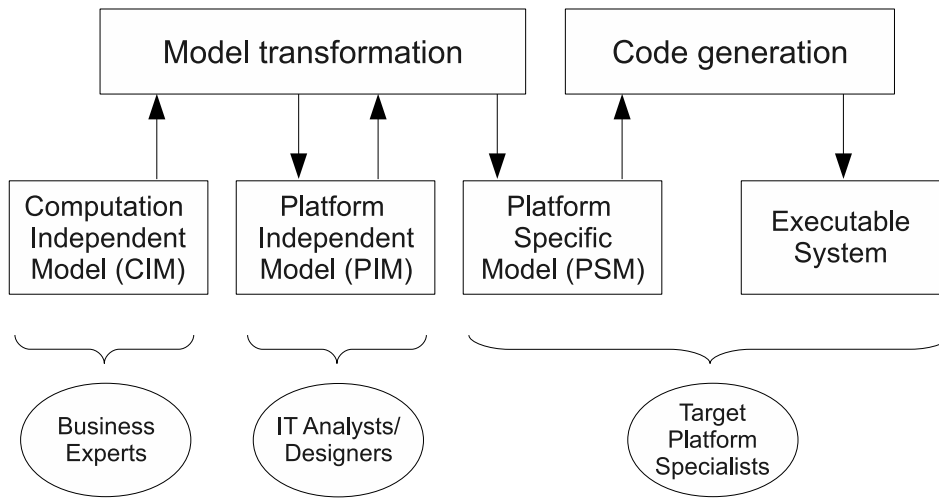 Model transformation
Code generation
Computation
Independent
Model (CIM)
Platform
Independent
Model (PIM)
Platform
Specific
Model (PSM)
Executable
System
Business
Experts
IT Analysts/
Designers
Target
Platform
Specialists